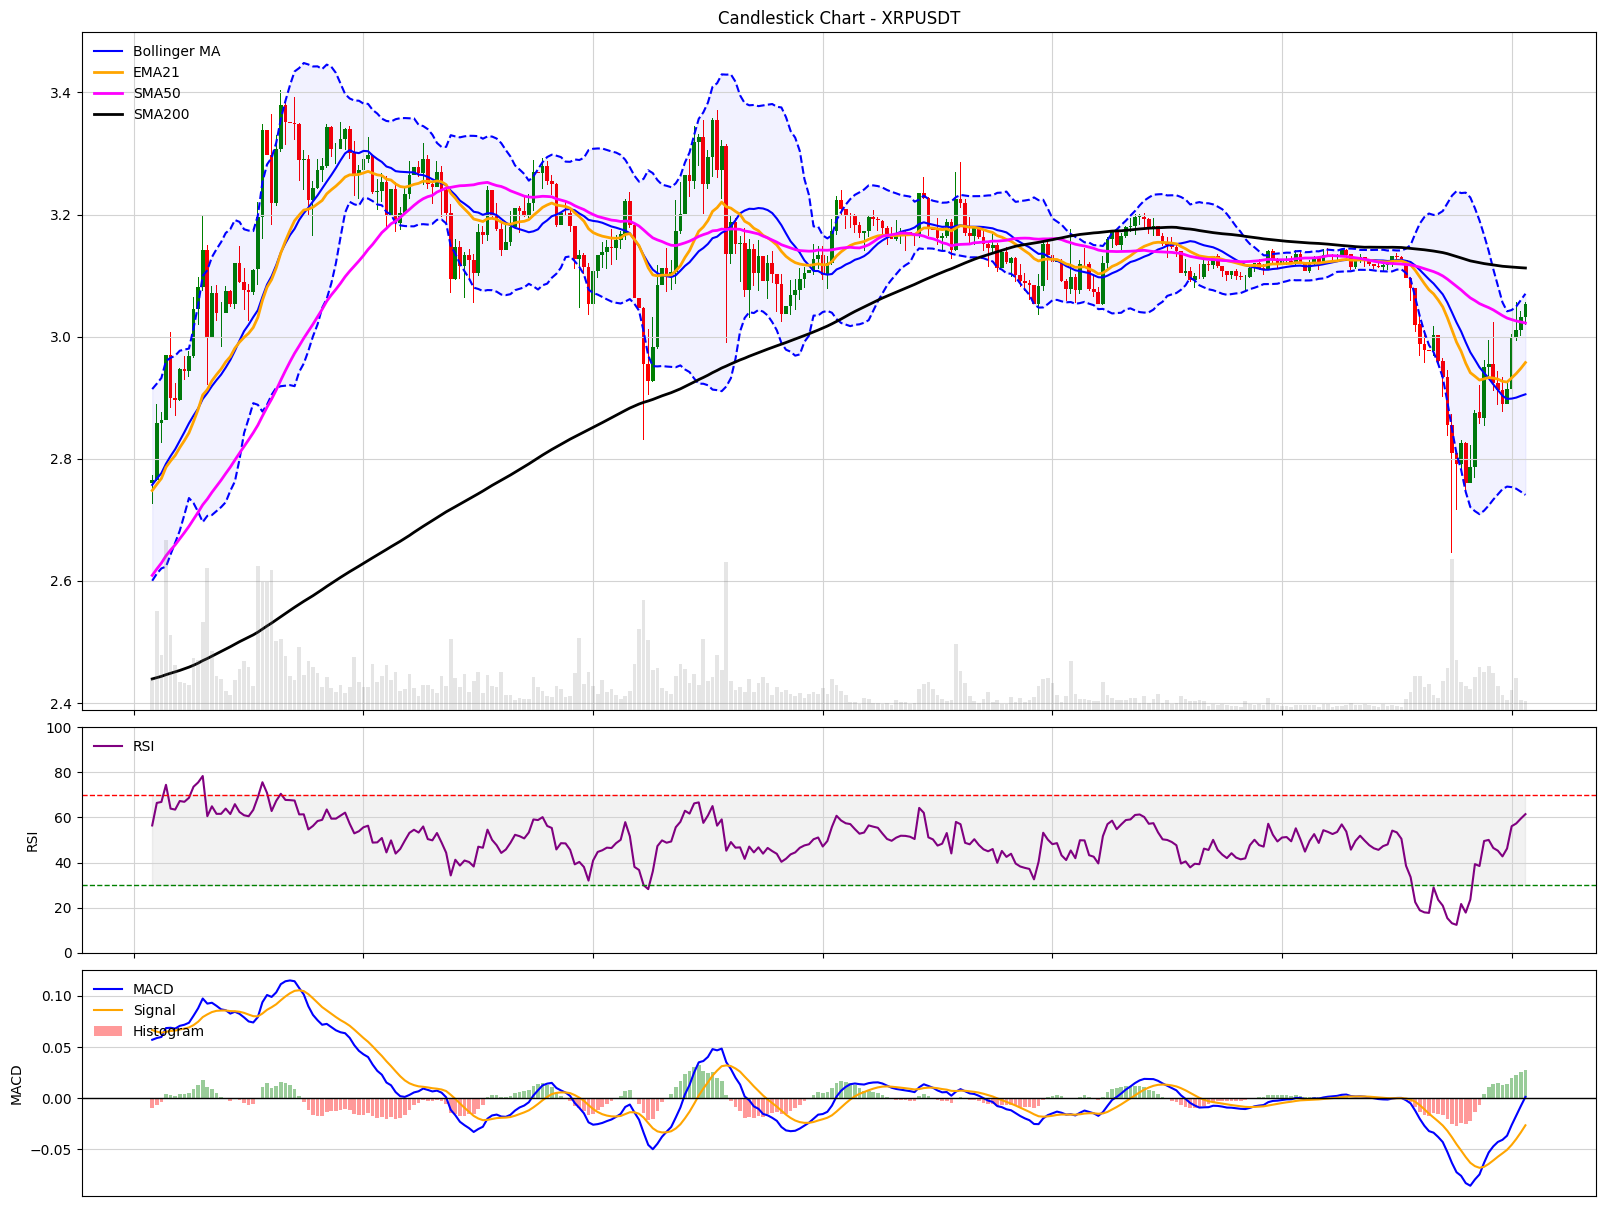 Candlestick Chart - XRPUSDT
Bollinger MA
EMA21
SMA50
SMA200
3.4
3.2
3.0
2.8
2.6
2.4
RSI
100
80
60
40
20
0
RSI
MACD
Signal
Histogram
0.10
0.05
0.00
−0.05
MACD